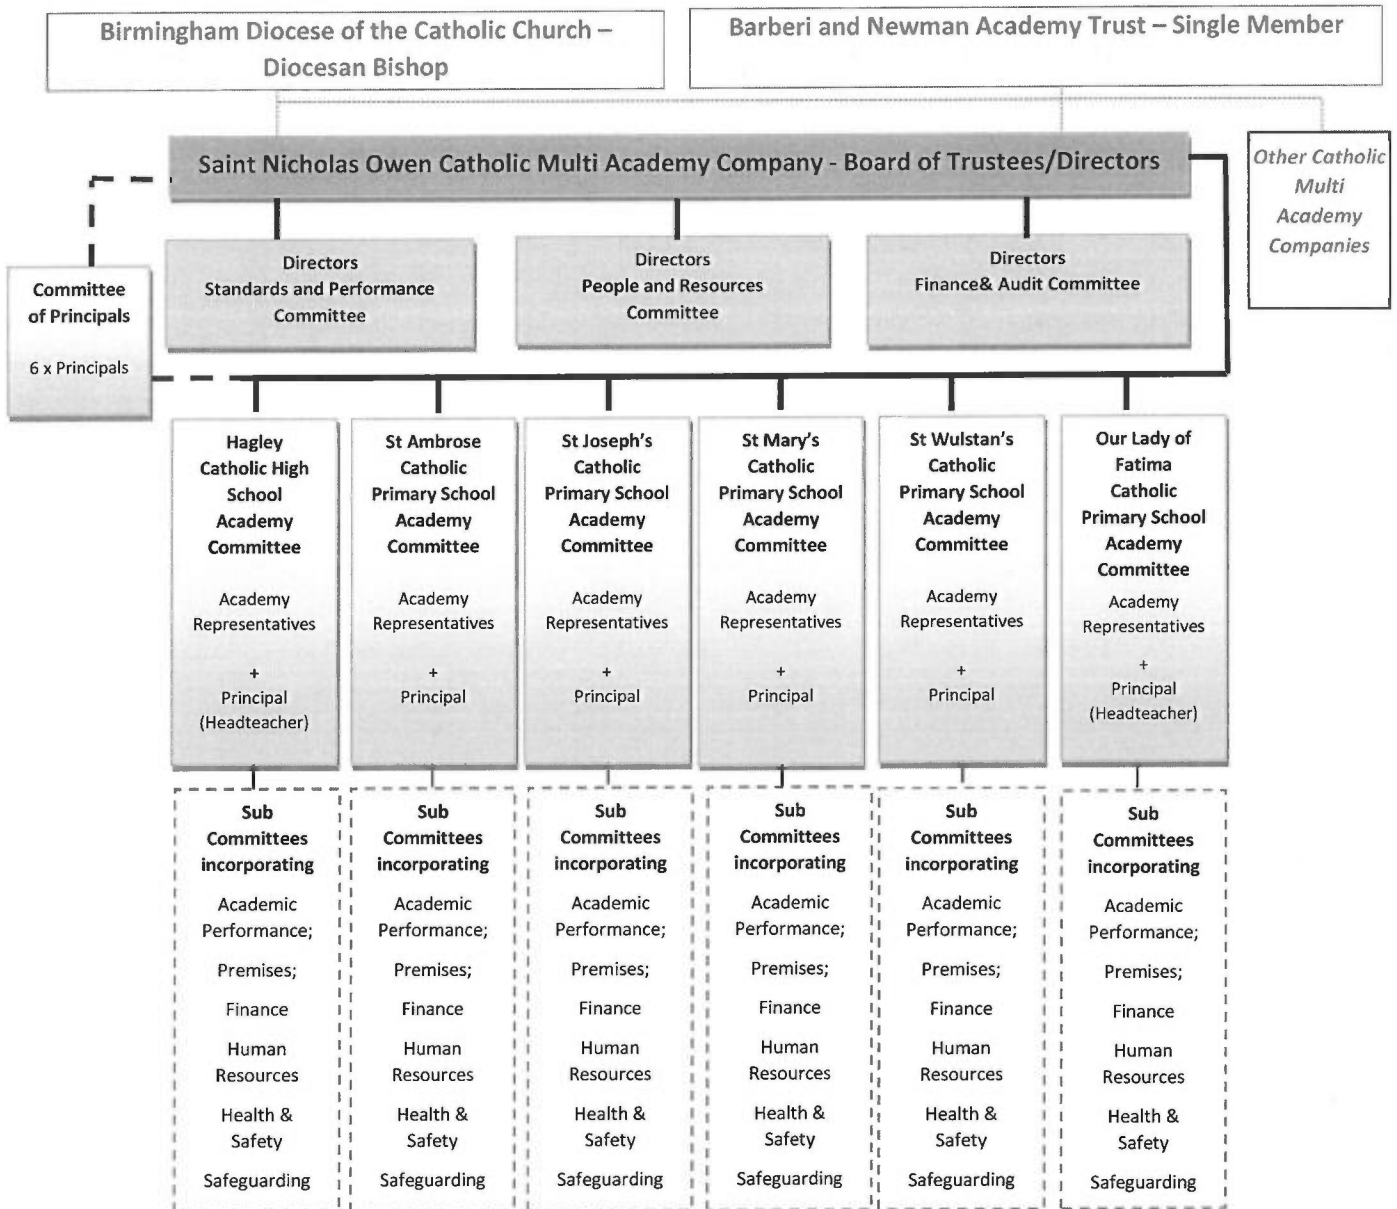 Birmingham Diocese of the Catholic Church –
Diocesan Bishop
Barberi and Newman Academy Trust – Single Member
Saint Nicholas Owen Catholic Multi Academy Company - Board of Trustees/Directors
Other Catholic
Multi
Academy
Companies
Committee
of Principals
6 x Principals
Directors
Standards and Performance
Committee
Directors
People and Resources
Committee
Directors
Finance& Audit Committee
Hagley
Catholic High
School
Academy
Committee
Academy
Representatives
+
Principal
(Headteacher)
St Ambrose
Catholic
Primary School
Academy
Committee
Academy
Representatives
+
Principal
St Joseph's
Catholic
Primary School
Academy
Committee
Academy
Representatives
+
Principal
St Mary's
Catholic
Primary School
Academy
Committee
Academy
Representatives
+
Principal
St Wulstan's
Catholic
Primary School
Academy
Committee
Academy
Representatives
+
Principal
Our Lady of
Fatima
Catholic
Primary School
Academy
Committee
Academy
Representatives
+
Principal
(Headteacher)
Sub
Committees
incorporating
Academic
Performance;
Premises;
Finance
Human
Resources
Health &
Safety
Safeguarding
Sub
Committees
incorporating
Academic
Performance;
Premises;
Finance
Human
Resources
Health &
Safety
Safeguarding
Sub
Committees
incorporating
Academic
Performance;
Premises;
Finance
Human
Resources
Health &
Safety
Safeguarding
Sub
Committees
incorporating
Academic
Performance;
Premises;
Finance
Human
Resources
Health &
Safety
Safeguarding
Sub
Committees
incorporating
Academic
Performance;
Premises;
Finance
Human
Resources
Health &
Safety
Safeguarding
Sub
Committees
incorporating
Academic
Performance;
Premises;
Finance
Human
Resources
Health &
Safety
Safeguarding